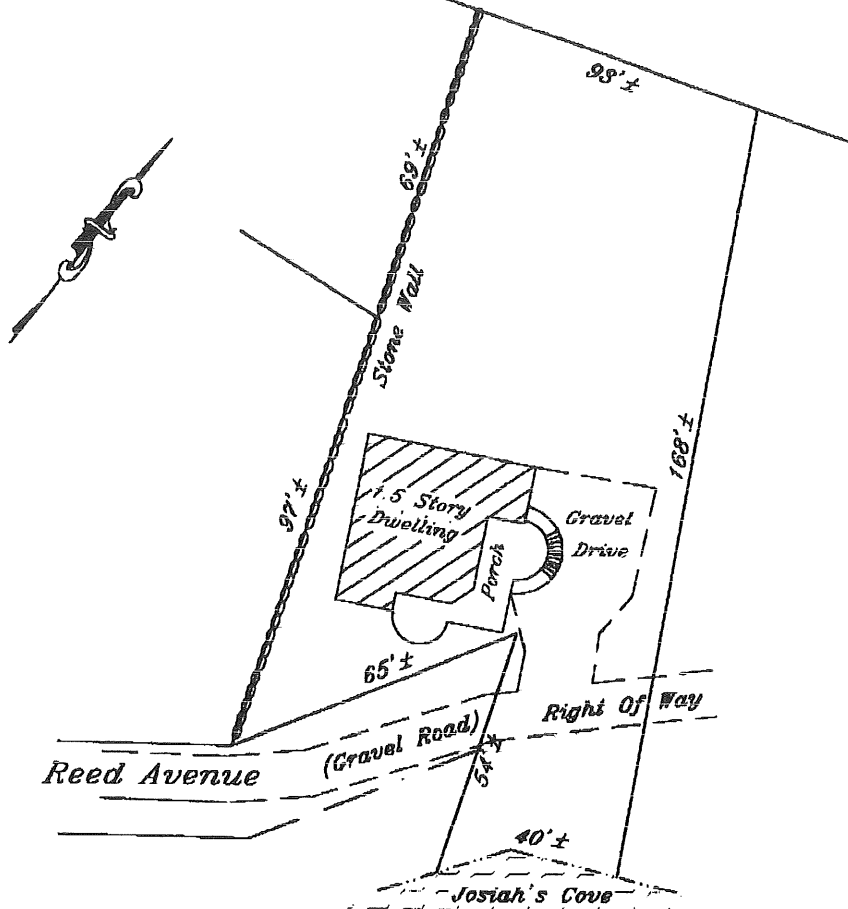 93'±
69'±
Stone Wall
168'±
97'±
1.5 Story
Dwelling
Gravel
Drive
Porch
65'±
Right Of Way
(Gravel Road)
Reed Avenue
54'±
40'±
Josiah's Cove